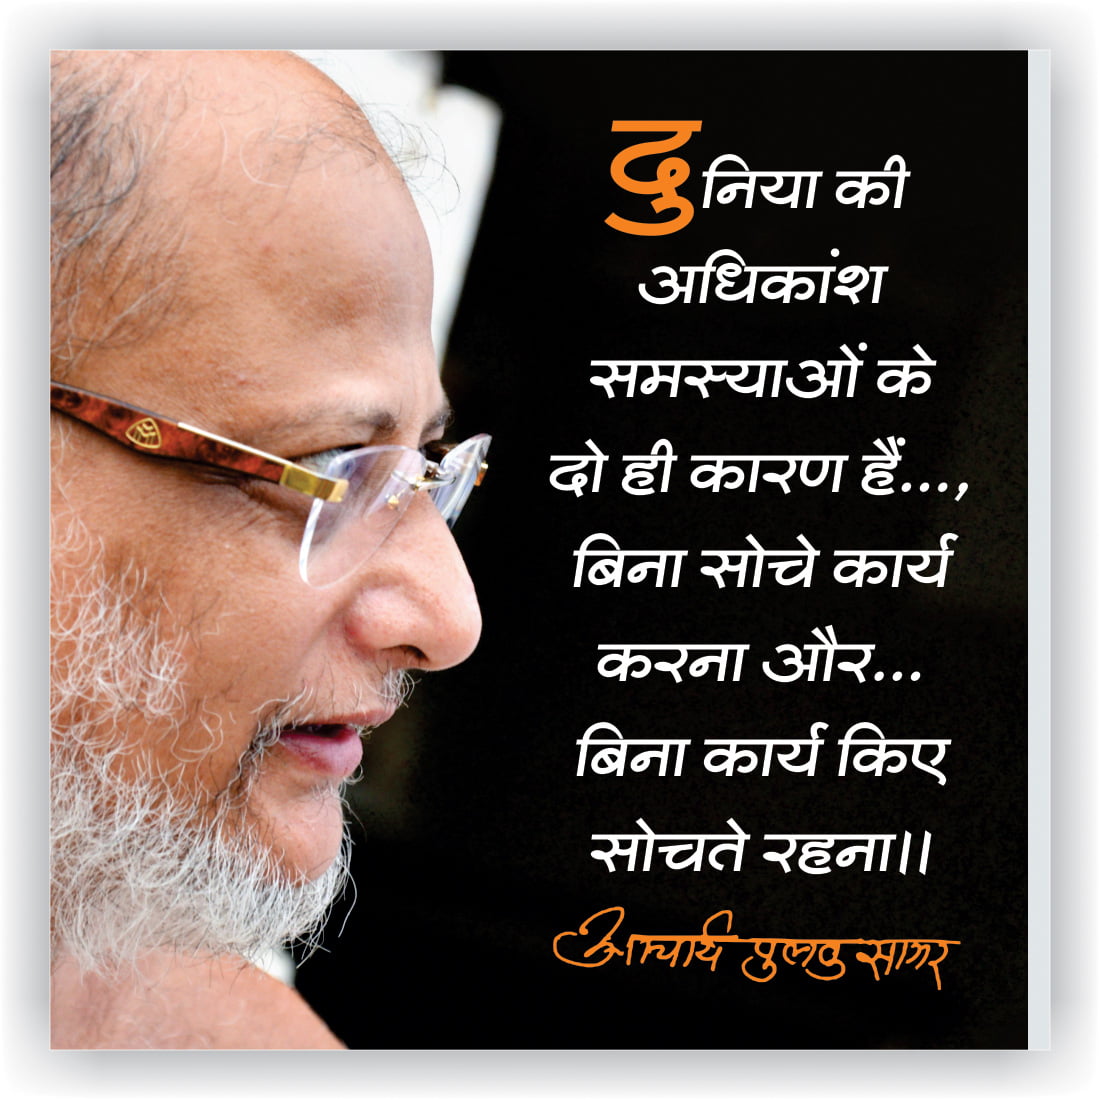 दुनिया की
अधिकांश
समस्याओं के
दो ही कारण हैं...,
बिना सोचे कार्य
करना और...
बिना कार्य किए
सोचते रहना।।
आचार्य पुलक सागर